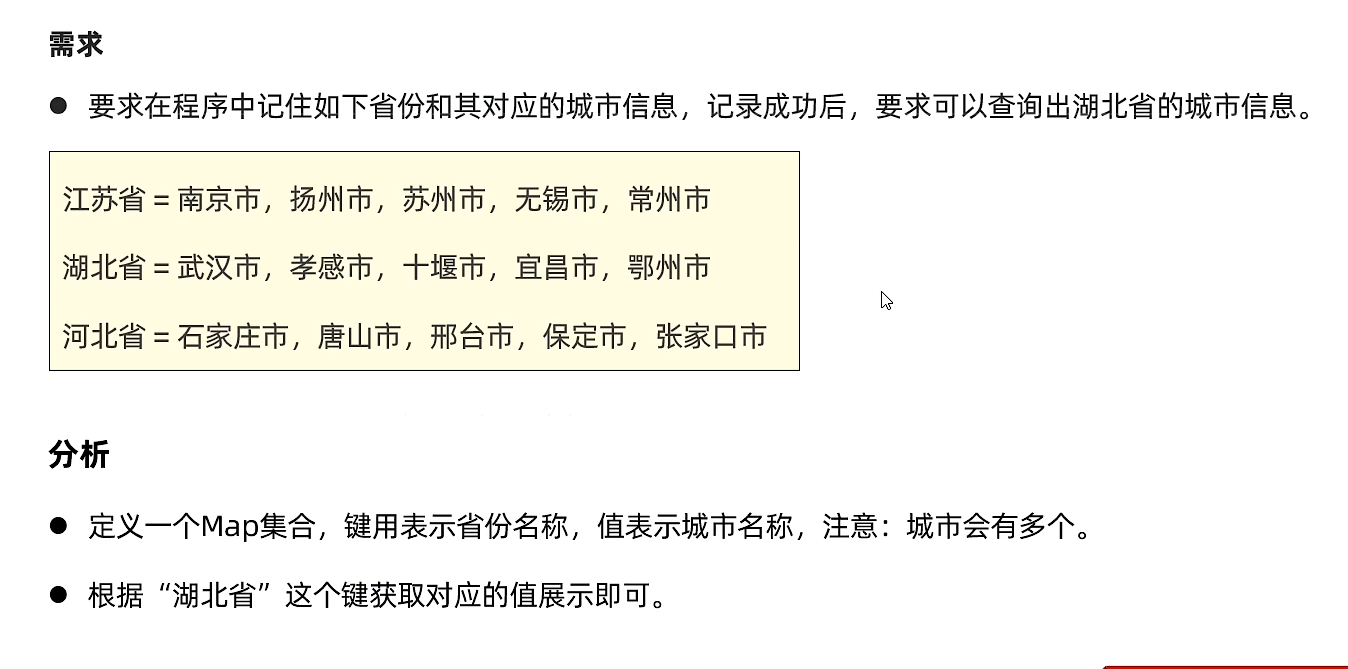 需求
● 要求在程序中记住如下省份和其对应的城市信息，记录成功后，要求可以查询出湖北省的城市信息。
江苏省 = 南京市，扬州市，苏州市，无锡市，常州市
湖北省 = 武汉市，孝感市，十堰市，宜昌市，鄂州市
河北省 = 石家庄市，唐山市，邢台市，保定市，张家口市
分析
● 定义一个Map集合，键用表示省份名称，值表示城市名称，注意：城市会有多个。
● 根据“湖北省”这个键获取对应的值展示即可。